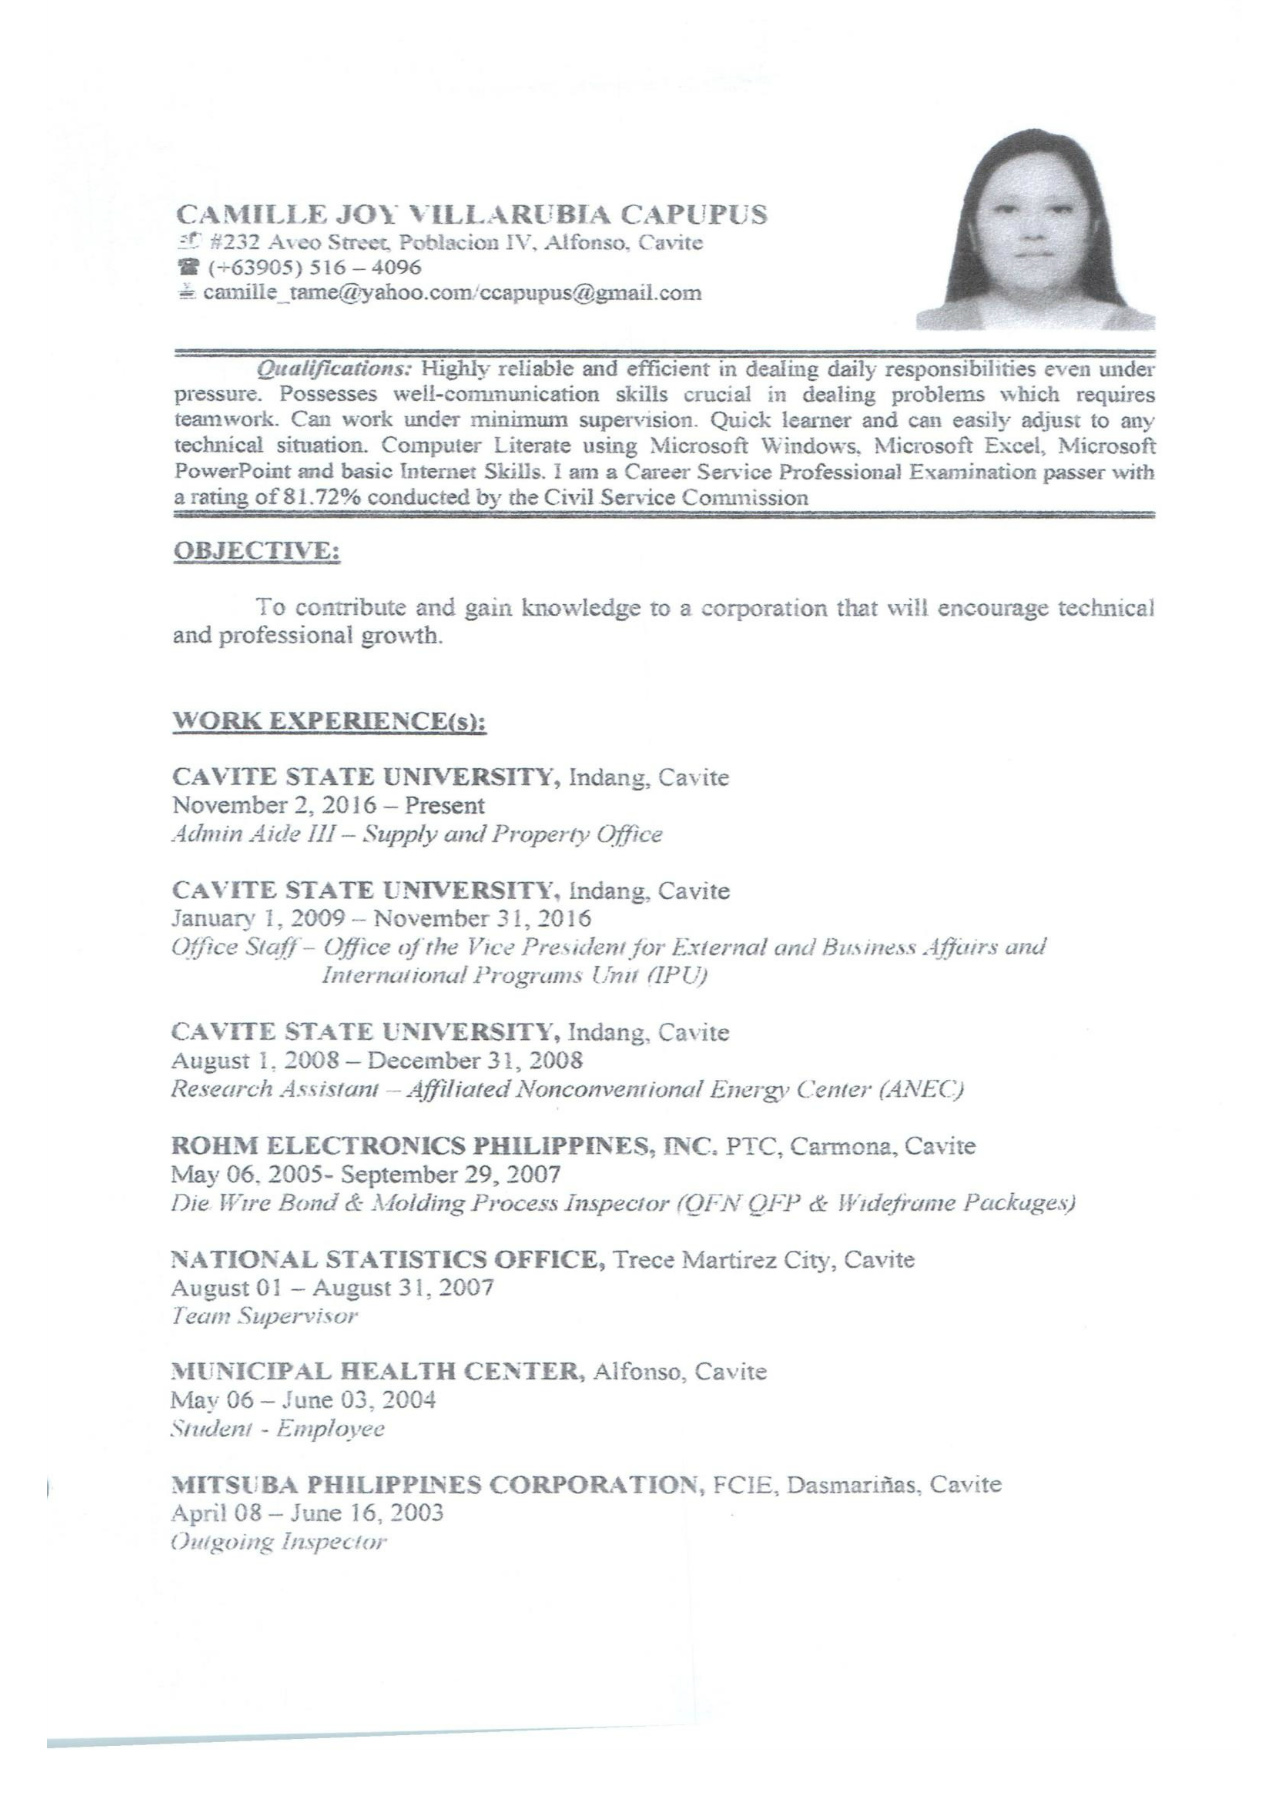 CAMILLE JOY VILLARUBIA CAPUPUS
#232 Aveo Street, Poblacion IV, Alfonso, Cavite
(+63905) 516 – 4096
camille_tame@yahoo.com/ccapupus@gmail.com
Qualifications: Highly reliable and efficient in dealing daily responsibilities even under
pressure. Possesses well-communication skills crucial in dealing problems which requires
teamwork. Can work under minimum supervision. Quick learner and can easily adjust to any
technical situation. Computer Literate using Microsoft Windows, Microsoft Excel, Microsoft
PowerPoint and basic Internet Skills. I am a Career Service Professional Examination passer with
a rating of 81.72% conducted by the Civil Service Commission
OBJECTIVE:
To contribute and gain knowledge to a corporation that will encourage technical
and professional growth.
WORK EXPERIENCE(s):
CAVITE STATE UNIVERSITY, Indang, Cavite
November 2, 2016 – Present
Admin Aide III – Supply and Property Office
CAVITE STATE UNIVERSITY, Indang, Cavite
January 1, 2009 – November 31, 2016
Office Staff – Office of the Vice President for External and Business Affairs and
International Programs Unit (IPU)
CAVITE STATE UNIVERSITY, Indang, Cavite
August 1, 2008 – December 31, 2008
Research Assistant – Affiliated Nonconventional Energy Center (ANEC)
ROHM ELECTRONICS PHILIPPINES, INC. PTC, Carmona, Cavite
May 06, 2005- September 29, 2007
Die Wire Bond & Molding Process Inspector (QFN QFP & Wideframe Packages)
NATIONAL STATISTICS OFFICE, Trece Martirez City, Cavite
August 01 – August 31, 2007
Team Supervisor
MUNICIPAL HEALTH CENTER, Alfonso, Cavite
May 06 – June 03, 2004
Student - Employee
MITSUBA PHILIPPINES CORPORATION, FCIE, Dasmariñas, Cavite
April 08 – June 16, 2003
Outgoing Inspector